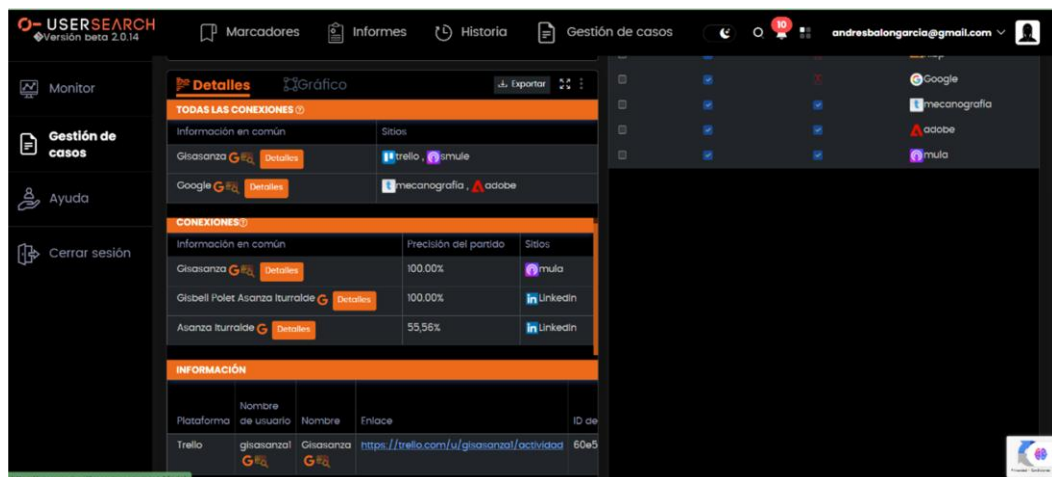 USERSEARCH
Versión beta 2.0.14
Marcadores
Informes
Historia
Gestión de casos
10
andresbalongarcia@gmail.com
Monitor
Gestión de casos
Ayuda
Cerrar sesión
Detalles
Gráfico
Exportar
TODAS LAS CONEXIONES
Información en común Sitios
Gisasanza Detalles trello , smule
Google Detalles mecanografia , adobe
CONEXIONES
Información en común Precisión del partido Sitios
Gisasanza Detalles 100.00% mula
Gisbell Polet Asanza Iturralde Detalles 100.00% LinkedIn
Asanza Iturralde Detalles 55,56% LinkedIn
INFORMACIÓN
Plataforma Nombre de usuario Nombre Enlace ID de
Trello gisasanza1 Gisasanza https://trello.com/u/gisasanza1/actividad 60e5
Google
mecanografia
adobe
mula